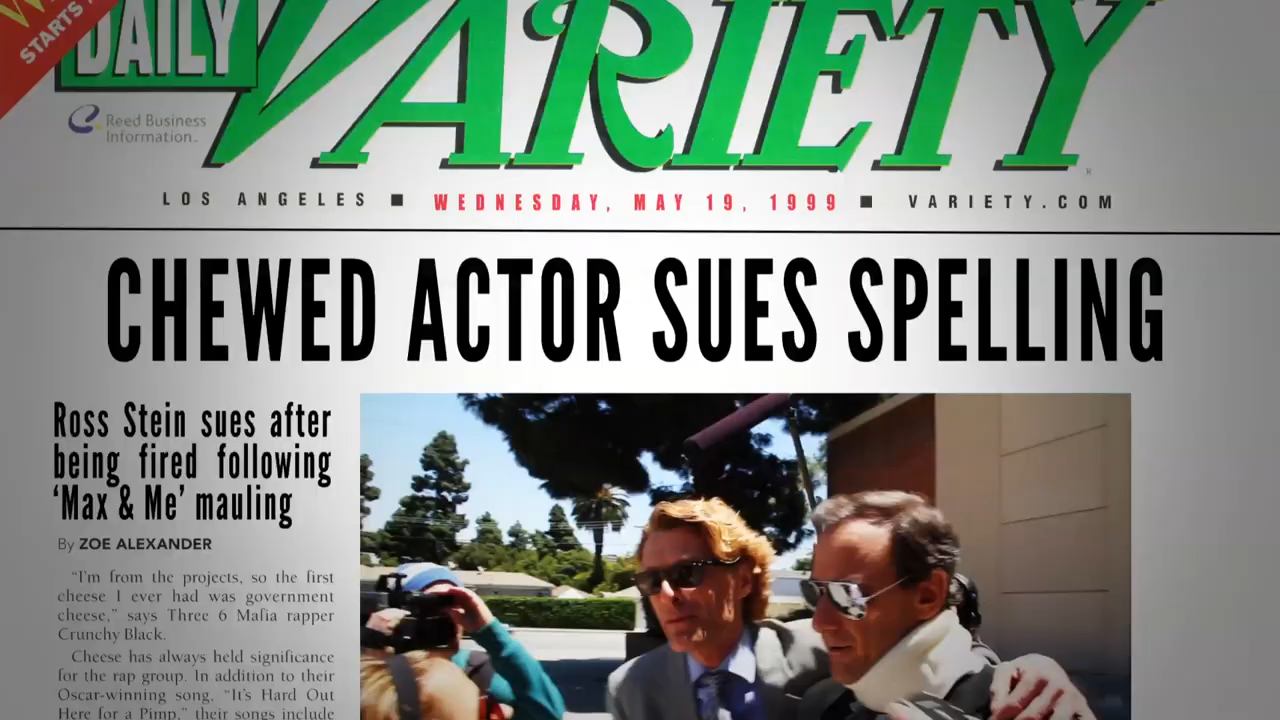 STARTS
DAILY
VARIETY
Reed Business
Information
LOS ANGELES ■ WEDNESDAY, MAY 19, 1999 ■ VARIETY.COM
CHEWED ACTOR SUES SPELLING
Ross Stein sues after
being fired following
‘Max & Me’ mauling
By ZOE ALEXANDER
“I’m from the projects, so the first
cheese I ever had was government
cheese,” says Three 6 Mafia rapper
Crunchy Black.
Cheese has always held significance
for the rap group. In addition to their
Oscar-winning song, “It’s Hard Out
Here for a Pimp,” their songs include